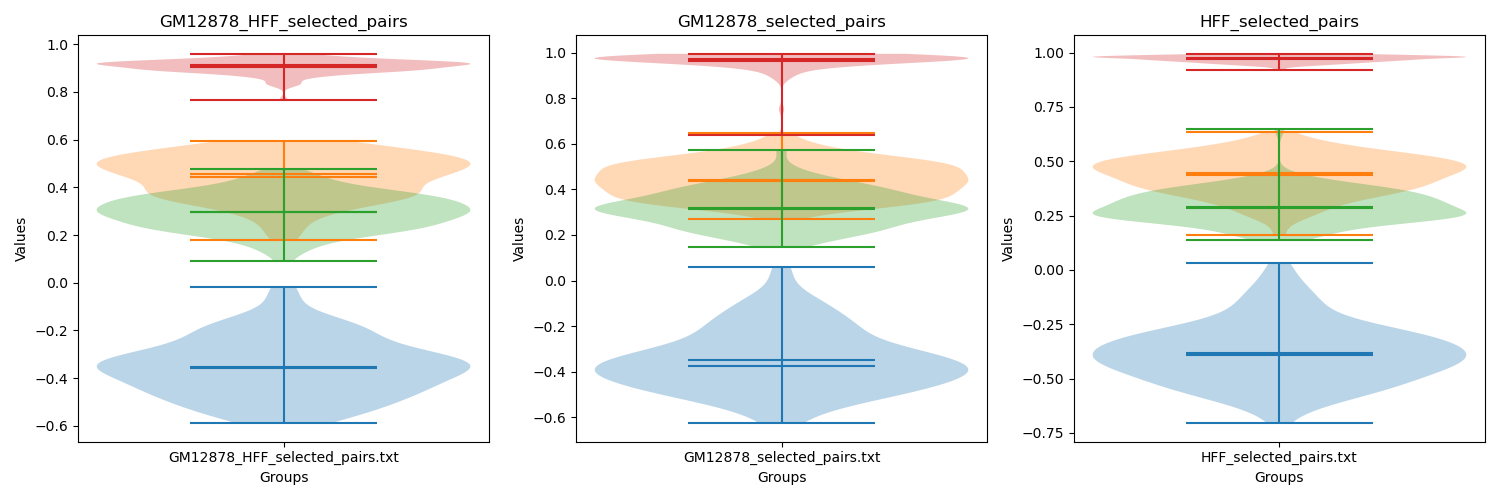 GM12878_HFF_selected_pairs
1.0
0.8
0.6
0.4
0.2
0.0
−0.2
−0.4
−0.6
Values
GM12878_HFF_selected_pairs.txt
Groups
GM12878_selected_pairs
1.0
0.8
0.6
0.4
0.2
0.0
−0.2
−0.4
−0.6
Values
GM12878_selected_pairs.txt
Groups
HFF_selected_pairs
1.00
0.75
0.50
0.25
0.00
−0.25
−0.50
−0.75
Values
HFF_selected_pairs.txt
Groups